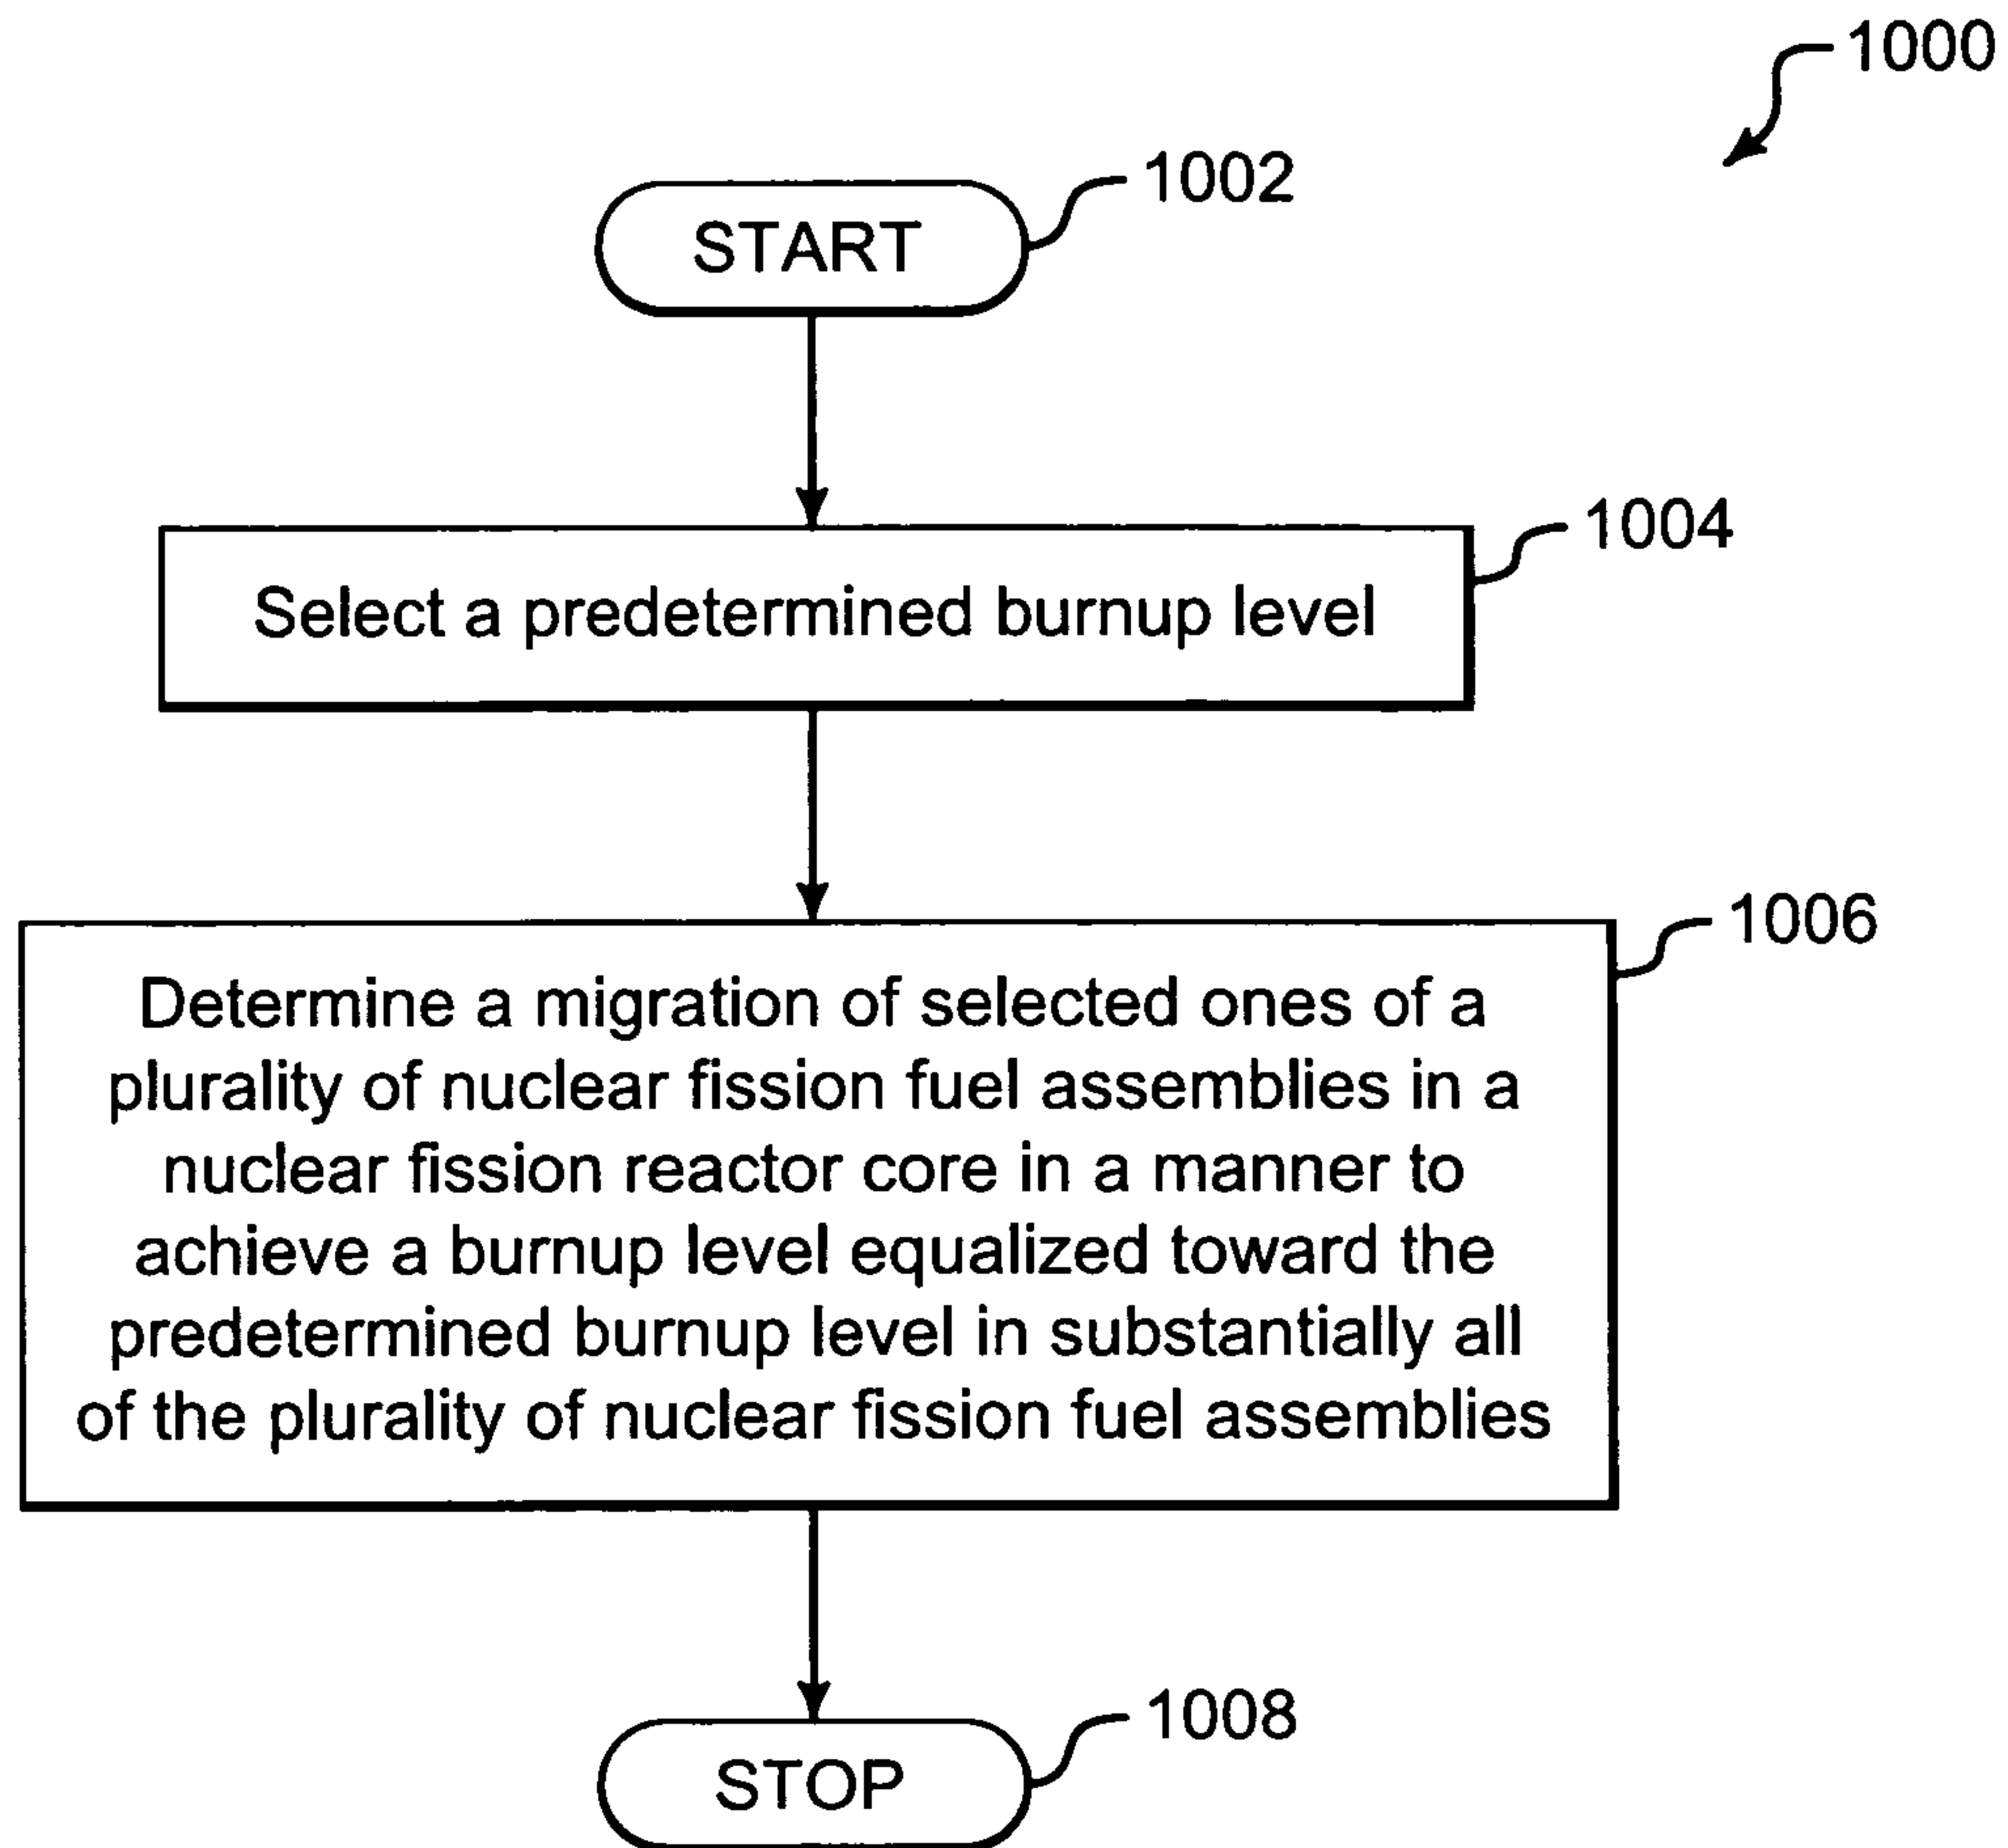 1000
START
1002
Select a predetermined burnup level
1004
Determine a migration of selected ones of a
plurality of nuclear fission fuel assemblies in a
nuclear fission reactor core in a manner to
achieve a burnup level equalized toward the
predetermined burnup level in substantially all
of the plurality of nuclear fission fuel assemblies
1006
STOP
1008